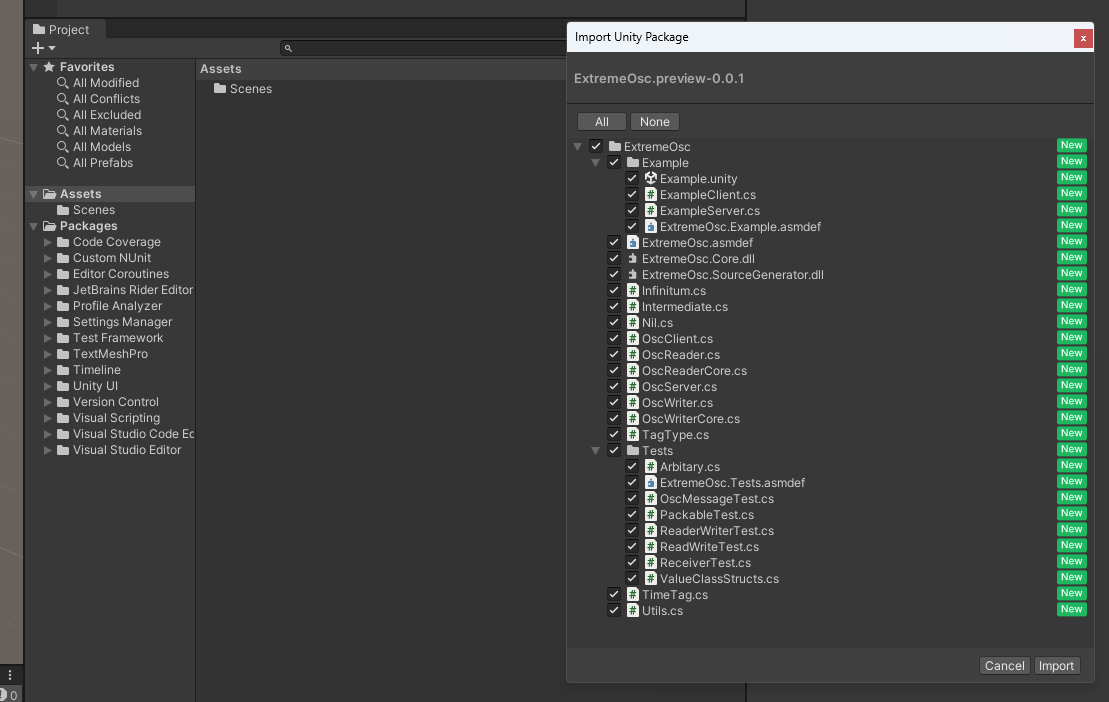 Project
Favorites
All Modified
All Conflicts
All Excluded
All Materials
All Models
All Prefabs
Assets
Scenes
Packages
Code Coverage
Custom NUnit
Editor Coroutines
JetBrains Rider Editor
Profile Analyzer
Settings Manager
Test Framework
TextMeshPro
Timeline
Unity UI
Version Control
Visual Scripting
Visual Studio Code Ec
Visual Studio Editor
0
Assets
Scenes
Import Unity Package
x
ExtremeOsc.preview-0.0.1
All None
ExtremeOsc New
Example New
Example.unity New
ExampleClient.cs New
ExampleServer.cs New
ExtremeOsc.Example.asmdef New
ExtremeOsc.asmdef New
ExtremeOsc.Core.dll New
ExtremeOsc.SourceGenerator.dll New
Infinitum.cs New
Intermediate.cs New
Nil.cs New
OscClient.cs New
OscReader.cs New
OscReaderCore.cs New
OscServer.cs New
OscWriter.cs New
OscWriterCore.cs New
TagType.cs New
Tests New
Arbitary.cs New
ExtremeOsc.Tests.asmdef New
OscMessageTest.cs New
PackableTest.cs New
ReaderWriterTest.cs New
ReadWriteTest.cs New
ReceiverTest.cs New
ValueClassStructs.cs New
TimeTag.cs New
Utils.cs New
Cancel Import